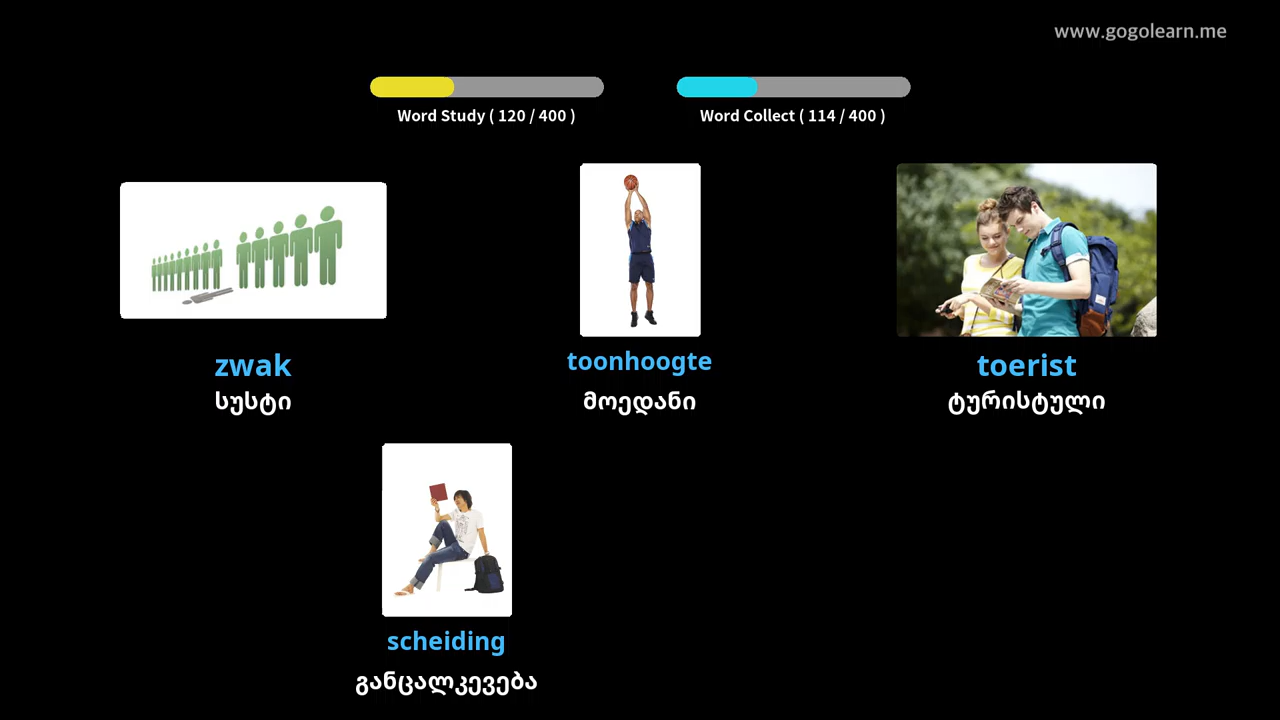 www.gogolearn.me
Word Study ( 120 / 400 )
Word Collect ( 114 / 400 )
zwak
სუსტი
toonhoogte
მოედანი
toerist
ტურისტული
scheiding
განცალკევება